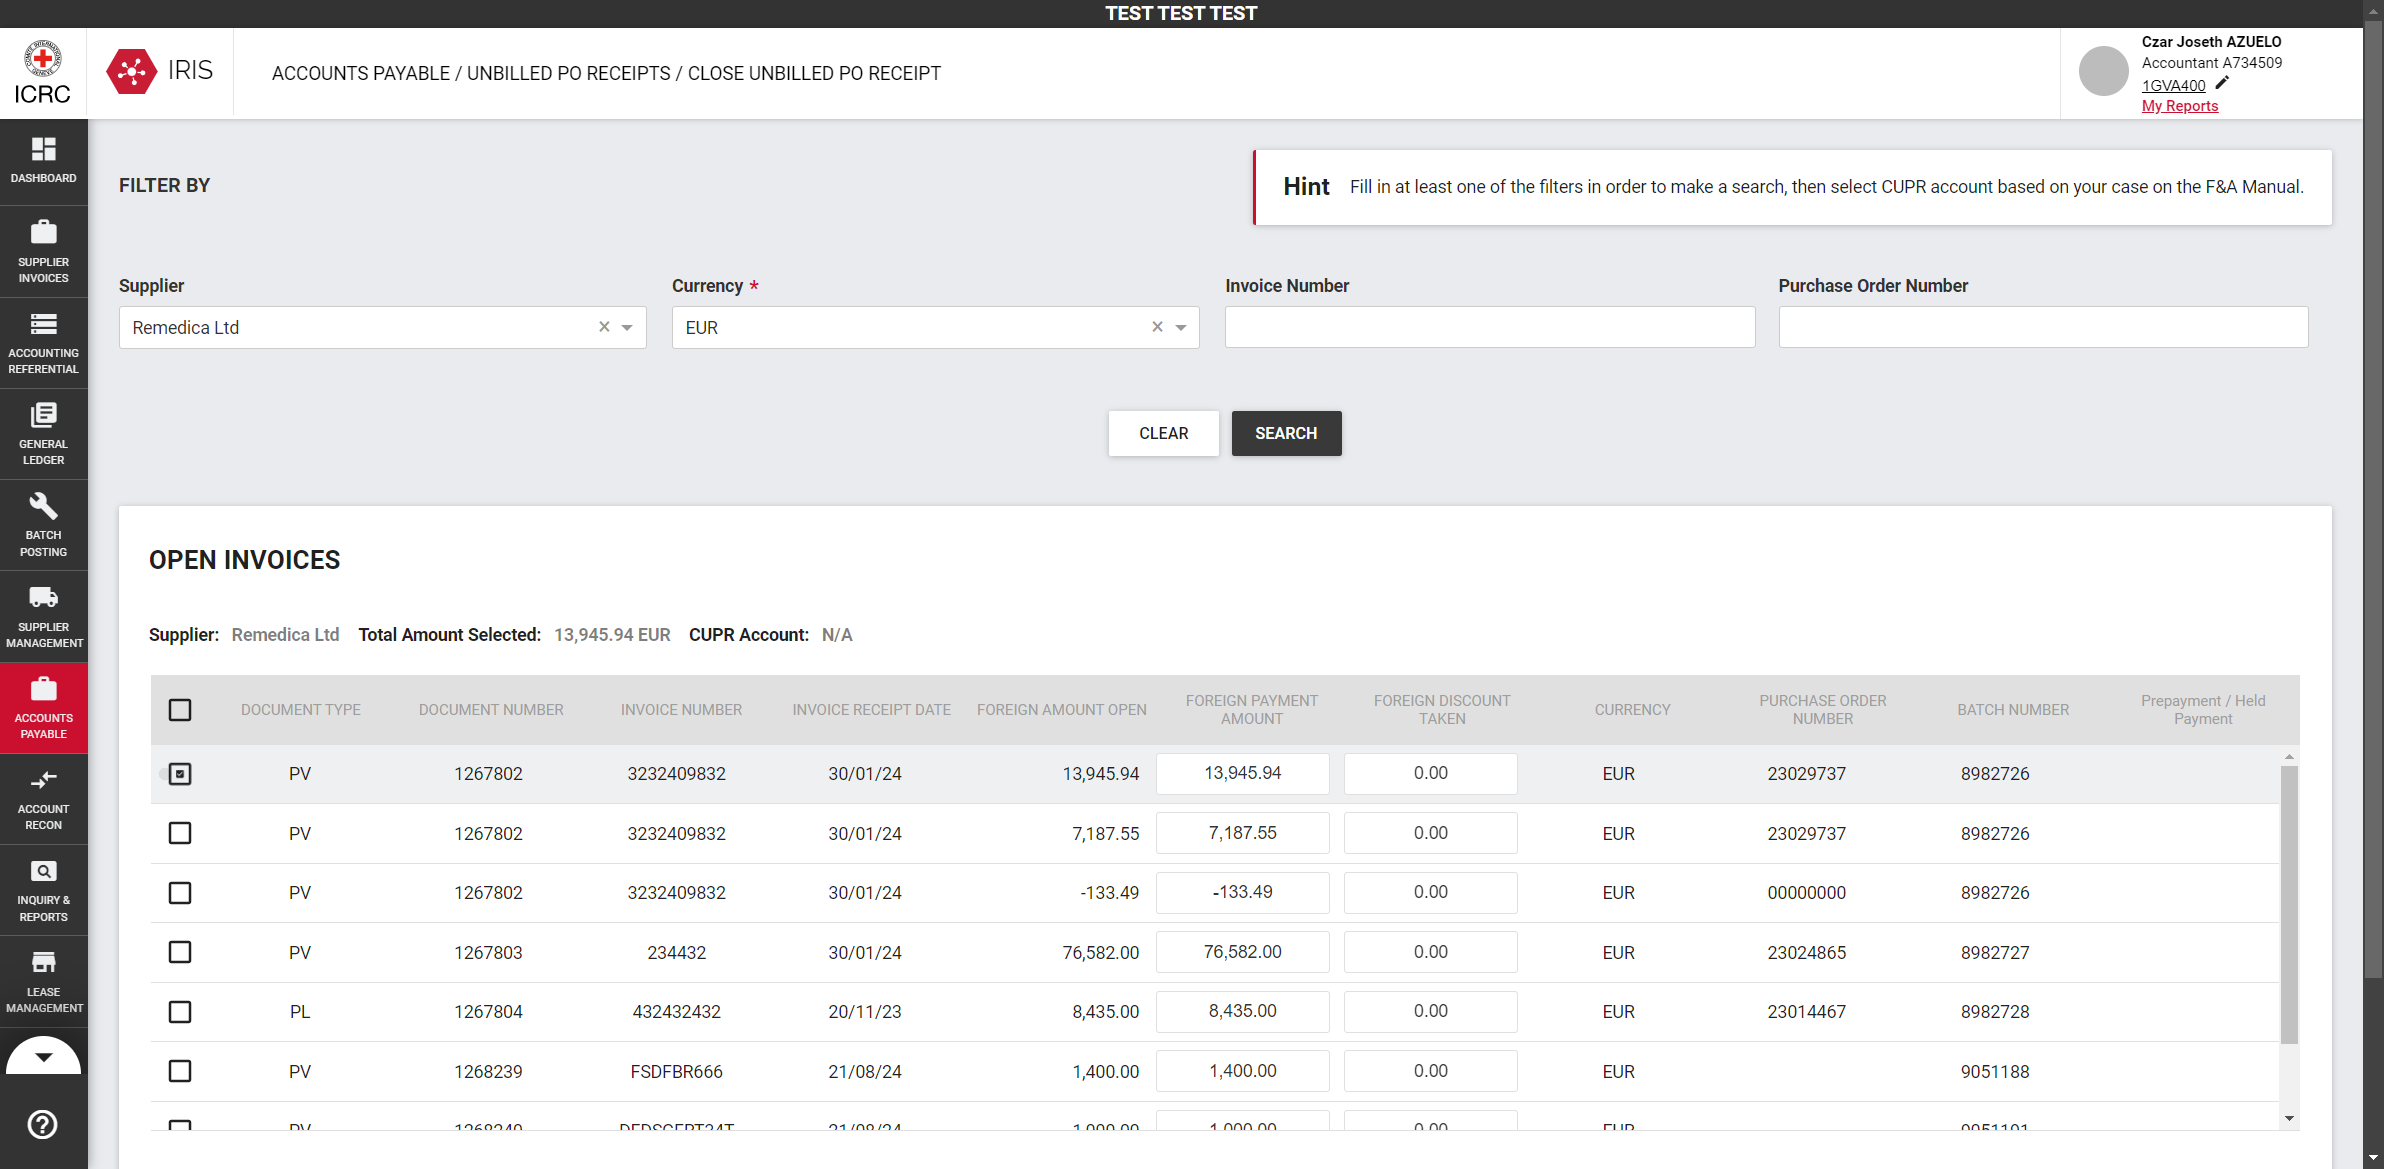 TEST TEST TEST
ICRC
IRIS
ACCOUNTS PAYABLE / UNBILLED PO RECEIPTS / CLOSE UNBILLED PO RECEIPT
Czar Joseth AZUELO
Accountant A734509
1GVA400
My Reports
DASHBOARD
SUPPLIER
INVOICES
ACCOUNTING
REFERENTIAL
GENERAL
LEDGER
BATCH
POSTING
SUPPLIER
MANAGEMENT
ACCOUNTS
PAYABLE
ACCOUNT
RECON
INQUIRY &
REPORTS
LEASE
MANAGEMENT
FILTER BY
Hint Fill in at least one of the filters in order to make a search, then select CUPR account based on your case on the F&A Manual.
Supplier Currency * Invoice Number Purchase Order Number
Remedica Ltd EUR
CLEAR SEARCH
OPEN INVOICES
Supplier: Remedica Ltd Total Amount Selected: 13,945.94 EUR CUPR Account: N/A
DOCUMENT TYPE DOCUMENT NUMBER INVOICE NUMBER INVOICE RECEIPT DATE FOREIGN AMOUNT OPEN FOREIGN PAYMENT AMOUNT FOREIGN DISCOUNT TAKEN CURRENCY PURCHASE ORDER NUMBER BATCH NUMBER Prepayment / Held Payment
PV 1267802 3232409832 30/01/24 13,945.94 13,945.94 0.00 EUR 23029737 8982726
PV 1267802 3232409832 30/01/24 7,187.55 7,187.55 0.00 EUR 23029737 8982726
PV 1267802 3232409832 30/01/24 -133.49 -133.49 0.00 EUR 00000000 8982726
PV 1267803 234432 30/01/24 76,582.00 76,582.00 0.00 EUR 23024865 8982727
PL 1267804 432432432 20/11/23 8,435.00 8,435.00 0.00 EUR 23014467 8982728
PV 1268239 FSDFBR666 21/08/24 1,400.00 1,400.00 0.00 EUR 9051188
PV 21/08/24 0.00 EUR